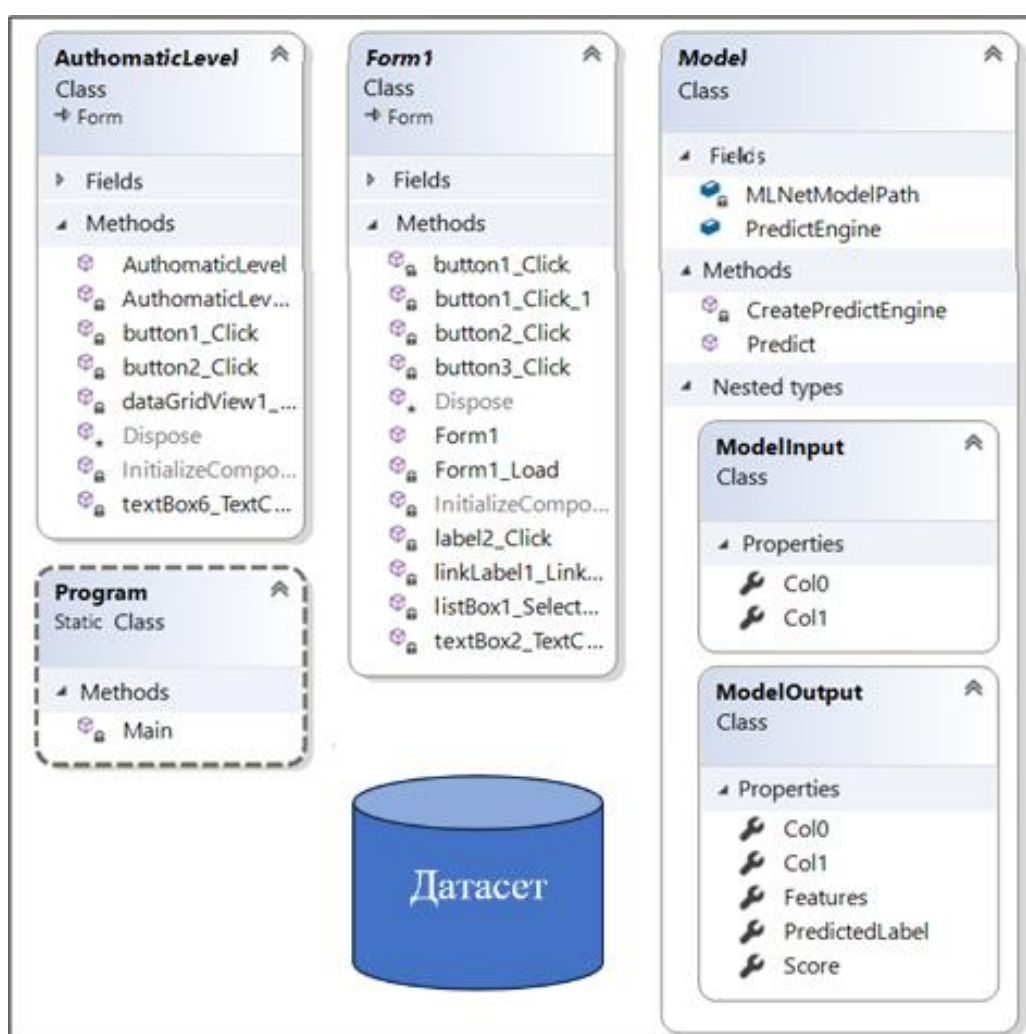 AuthomaticLevel
Class
Form
Fields
Methods
AuthomaticLevel
AuthomaticLev...
button1_Click
button2_Click
dataGridView1_...
Dispose
InitializeCompo...
textBox6_TextC...
Program
Static Class
Methods
Main
Form1
Class
Form
Fields
Methods
button1_Click
button1_Click_1
button2_Click
button3_Click
Dispose
Form1
Form1_Load
InitializeCompo...
label2_Click
linkLabel1_Link...
listBox1_Select...
textBox2_TextC...
Датасет
Model
Class
Fields
MLNetModelPath
PredictEngine
Methods
CreatePredictEngine
Predict
Nested types
ModelInput
Class
Properties
Col0
Col1
ModelOutput
Class
Properties
Col0
Col1
Features
PredictedLabel
Score